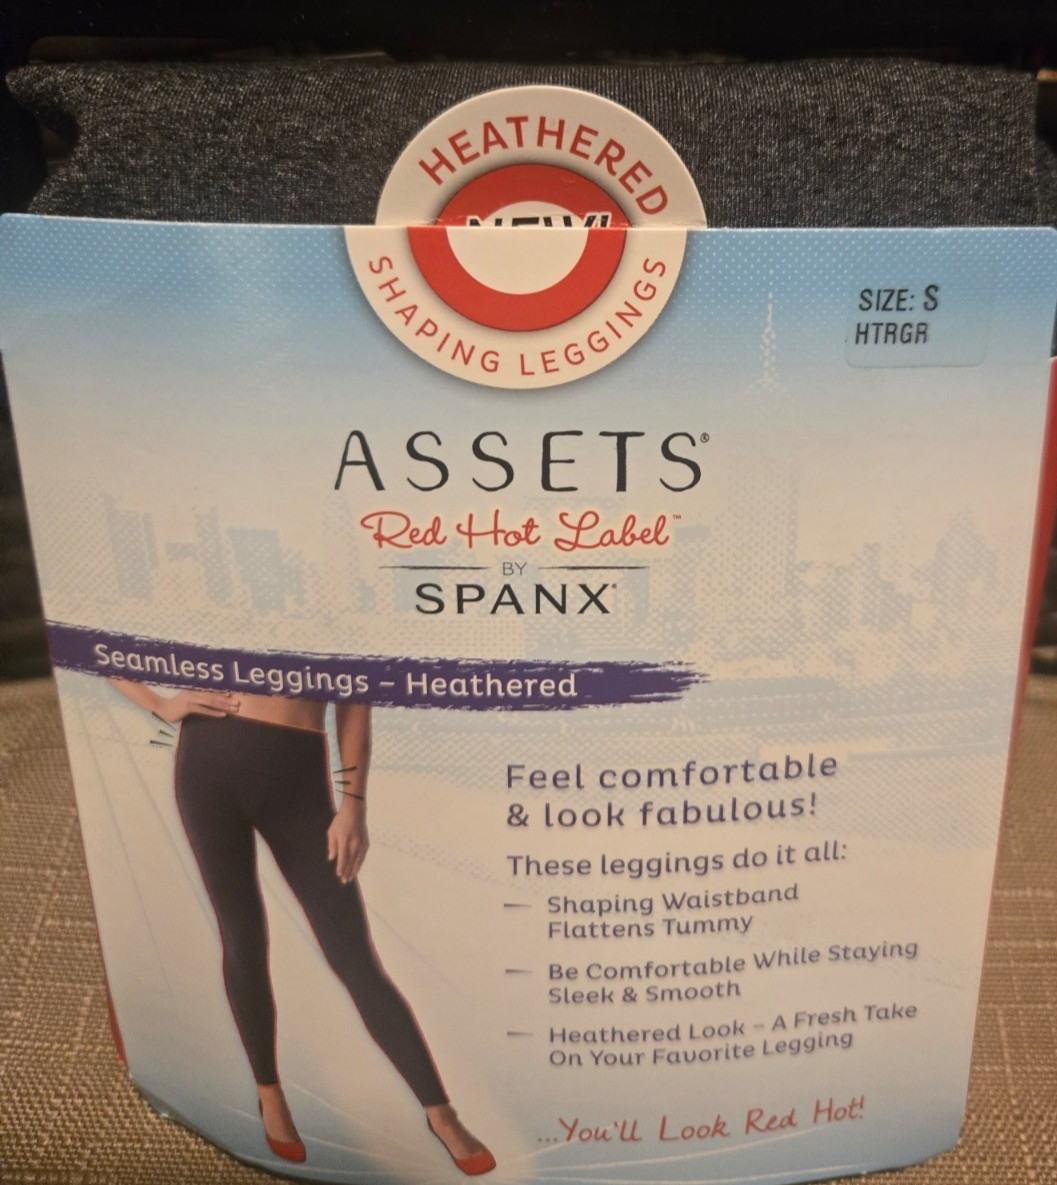 HEATHERED
NEW!
SHAPING LEGGINGS
SIZE: S
HTRGR
ASSETS®
Red Hot Label™
BY
SPANX®
Seamless Leggings – Heathered
Feel comfortable
& look fabulous!
These leggings do it all:
— Shaping Waistband
Flattens Tummy
— Be Comfortable While Staying
Sleek & Smooth
— Heathered Look – A Fresh Take
On Your Favorite Legging
...You'll Look Red Hot!